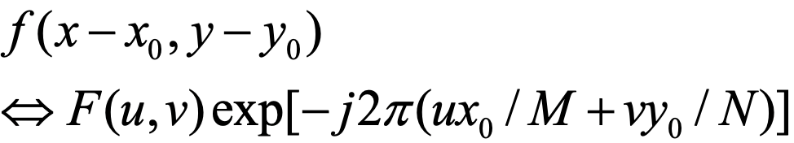 f(x − x₀, y − y₀)
⇔ F(u, v) exp[−j2π(ux₀ / M + vy₀ / N)]